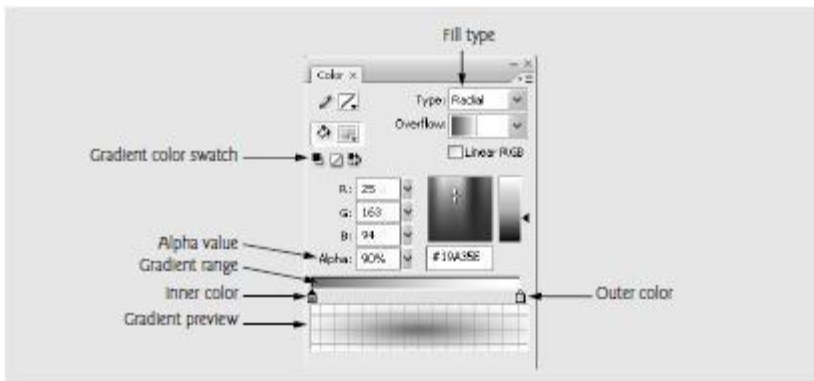 Fill type
Color ×
Type: Radial
Overflow:
Linear RGB
Gradient color swatch
R: 25
G: 163
B: 94
Alpha value
Alpha: 90% #19A35E
Gradient range
Inner color
Outer color
Gradient preview